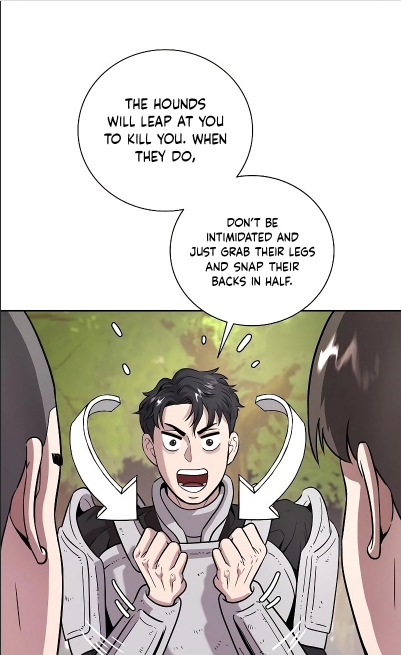 THE HOUNDS
WILL LEAP AT YOU
TO KILL YOU. WHEN
THEY DO,
DON'T BE
INTIMIDATED AND
JUST GRAB THEIR LEGS
AND SNAP THEIR
BACKS IN HALF.